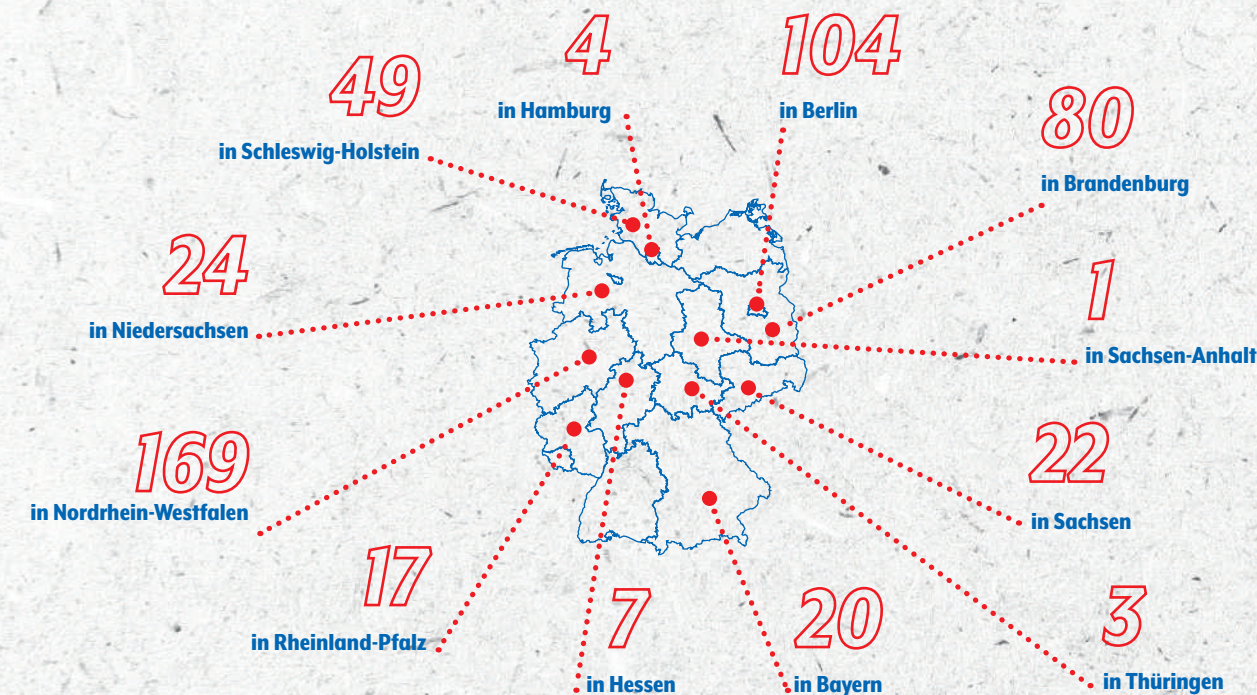 4
in Hamburg
104
in Berlin
49
in Schleswig-Holstein
80
in Brandenburg
24
in Niedersachsen
1
in Sachsen-Anhalt
169
in Nordrhein-Westfalen
22
in Sachsen
17
in Rheinland-Pfalz
7
in Hessen
20
in Bayern
3
in Thüringen